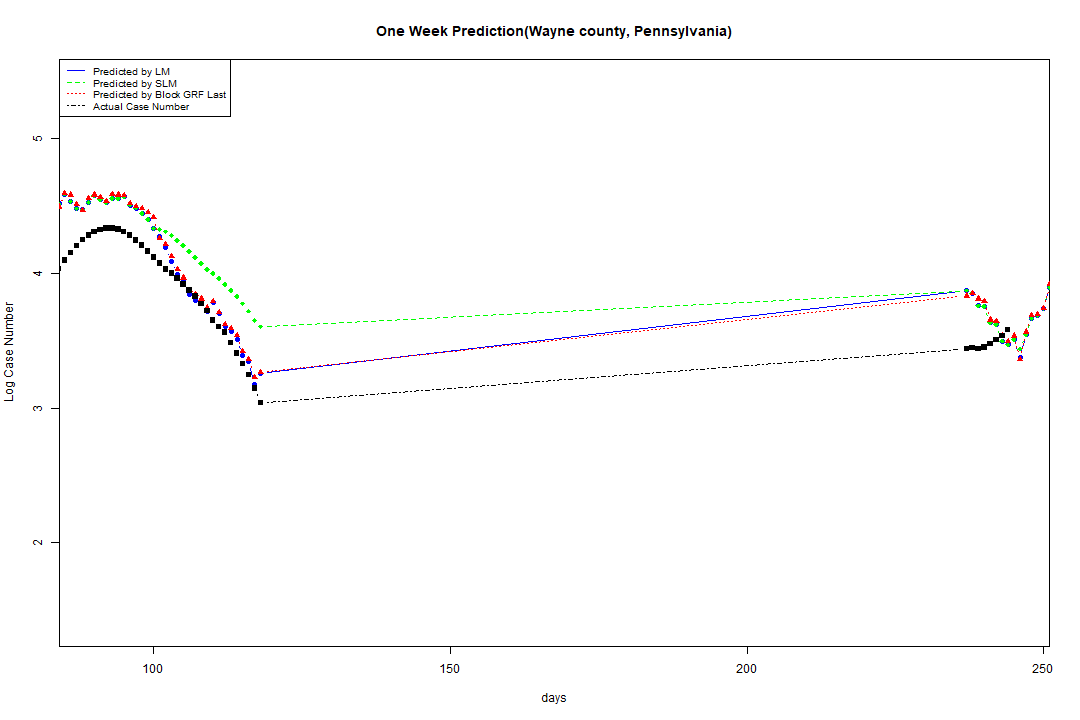 One Week Prediction(Wayne county, Pennsylvania)
Predicted by LM
Predicted by SLM
Predicted by Block GRF Last
Actual Case Number
5
4
3
2
Log Case Number
100
150
200
250
days